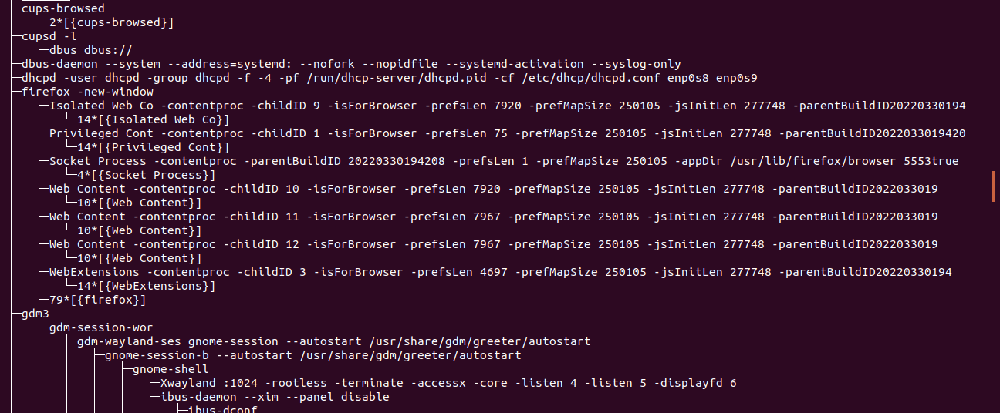 ├─cups-browsed
│   └─2*[{cups-browsed}]
├─cupsd -l
│   └─dbus dbus://
├─dbus-daemon --system --address=systemd: --nofork --nopidfile --systemd-activation --syslog-only
├─dhcpd -user dhcpd -group dhcpd -f -4 -pf /run/dhcp-server/dhcpd.pid -cf /etc/dhcp/dhcpd.conf enp0s8 enp0s9
├─firefox -new-window
│   ├─Isolated Web Co -contentproc -childID 9 -isForBrowser -prefsLen 7920 -prefMapSize 250105 -jsInitLen 277748 -parentBuildID20220330194
│   │   └─14*[{Isolated Web Co}]
│   ├─Privileged Cont -contentproc -childID 1 -isForBrowser -prefsLen 75 -prefMapSize 250105 -jsInitLen 277748 -parentBuildID2022033019420
│   │   └─14*[{Privileged Cont}]
│   ├─Socket Process -contentproc -parentBuildID 20220330194208 -prefsLen 1 -prefMapSize 250105 -appDir /usr/lib/firefox/browser 5553true
│   │   └─4*[{Socket Process}]
│   ├─Web Content -contentproc -childID 10 -isForBrowser -prefsLen 7920 -prefMapSize 250105 -jsInitLen 277748 -parentBuildID2022033019
│   │   └─10*[{Web Content}]
│   ├─Web Content -contentproc -childID 11 -isForBrowser -prefsLen 7967 -prefMapSize 250105 -jsInitLen 277748 -parentBuildID2022033019
│   │   └─10*[{Web Content}]
│   ├─Web Content -contentproc -childID 12 -isForBrowser -prefsLen 7967 -prefMapSize 250105 -jsInitLen 277748 -parentBuildID2022033019
│   │   └─10*[{Web Content}]
│   ├─WebExtensions -contentproc -childID 3 -isForBrowser -prefsLen 4697 -prefMapSize 250105 -jsInitLen 277748 -parentBuildID20220330194
│   │   └─14*[{WebExtensions}]
│   └─79*[{firefox}]
├─gdm3
│   ├─gdm-session-wor
│   │   ├─gdm-wayland-ses gnome-session --autostart /usr/share/gdm/greeter/autostart
│   │   │   ├─gnome-session-b --autostart /usr/share/gdm/greeter/autostart
│   │   │   │   ├─gnome-shell
│   │   │   │   │   ├─Xwayland :1024 -rootless -terminate -accessx -core -listen 4 -listen 5 -displayfd 6
│   │   │   │   │   ├─ibus-daemon --xim --panel disable
│   │   │   │   │   │   ├─ibus-dconf